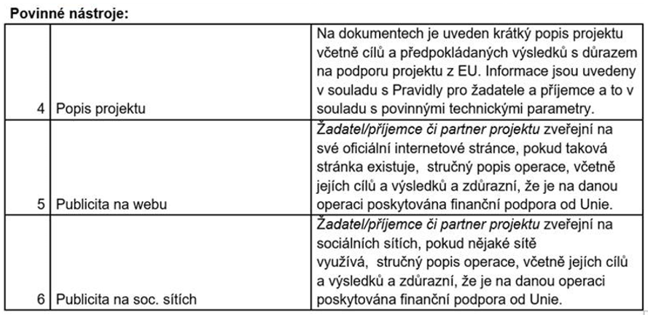 Povinné nástroje:
Na dokumentech je uveden krátký popis projektu
včetně cílů a předpokládaných výsledků s důrazem
na podporu projektu z EU. Informace jsou uvedeny
v souladu s Pravidly pro žadatele a příjemce a to v
4 Popis projektu souladu s povinnými technickými parametry.
Žadatel/příjemce či partner projektu zveřejní na
své oficiální internetové stránce, pokud taková
stránka existuje, stručný popis operace, včetně
jejích cílů a výsledků a zdůrazní, že je na danou
5 Publicita na webu operaci poskytována finanční podpora od Unie.
Žadatel/příjemce či partner projektu zveřejní na
sociálních sítích, pokud nějaké sítě
využívá, stručný popis operace, včetně jejích cílů
a výsledků a zdůrazní, že je na danou operaci
6 Publicita na soc. sítích poskytována finanční podpora od Unie.